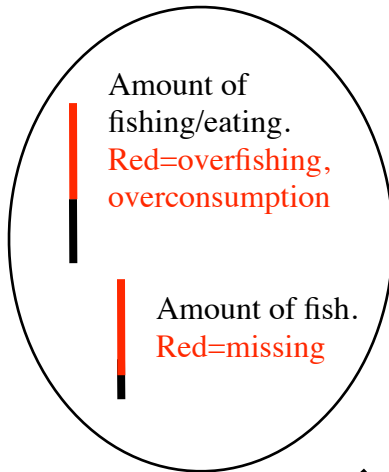 Amount of
fishing/eating.
Red=overfishing,
overconsumption
Amount of fish.
Red=missing